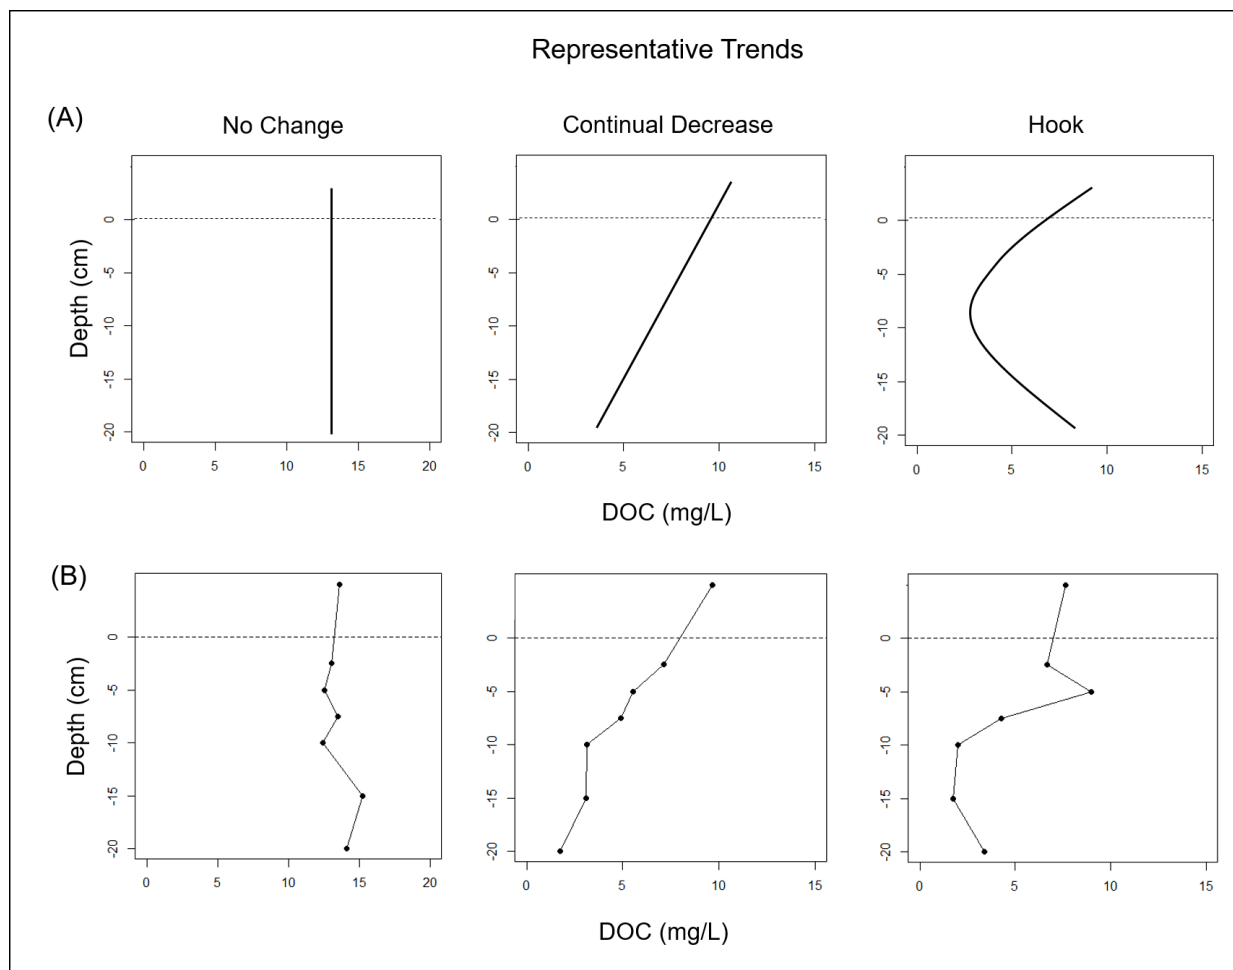 Representative Trends
(A)
No Change
Continual Decrease
Hook
Depth (cm)
0
-5
-10
-15
-20
0 5 10 15 20
0
-5
-10
-15
-20
0 5 10 15
0
-5
-10
-15
-20
0 5 10 15
DOC (mg/L)
(B)
Depth (cm)
0
-5
-10
-15
-20
0 5 10 15 20
0
-5
-10
-15
-20
0 5 10 15
0
-5
-10
-15
-20
0 5 10 15
DOC (mg/L)